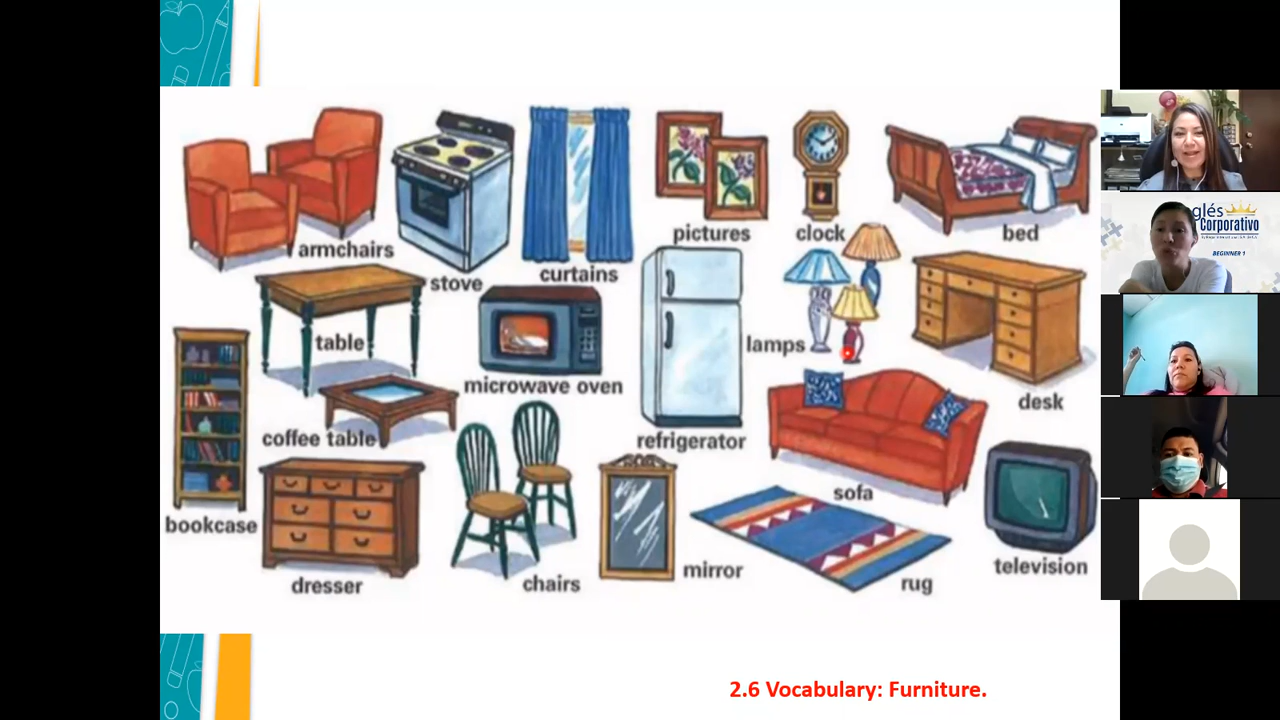 armchairs
stove
curtains
pictures
clock
bed
table
microwave oven
lamps
desk
coffee table
refrigerator
sofa
bookcase
dresser
chairs
mirror
rug
television
2.6 Vocabulary: Furniture.
glés
Corporativo
BEGINNER 1